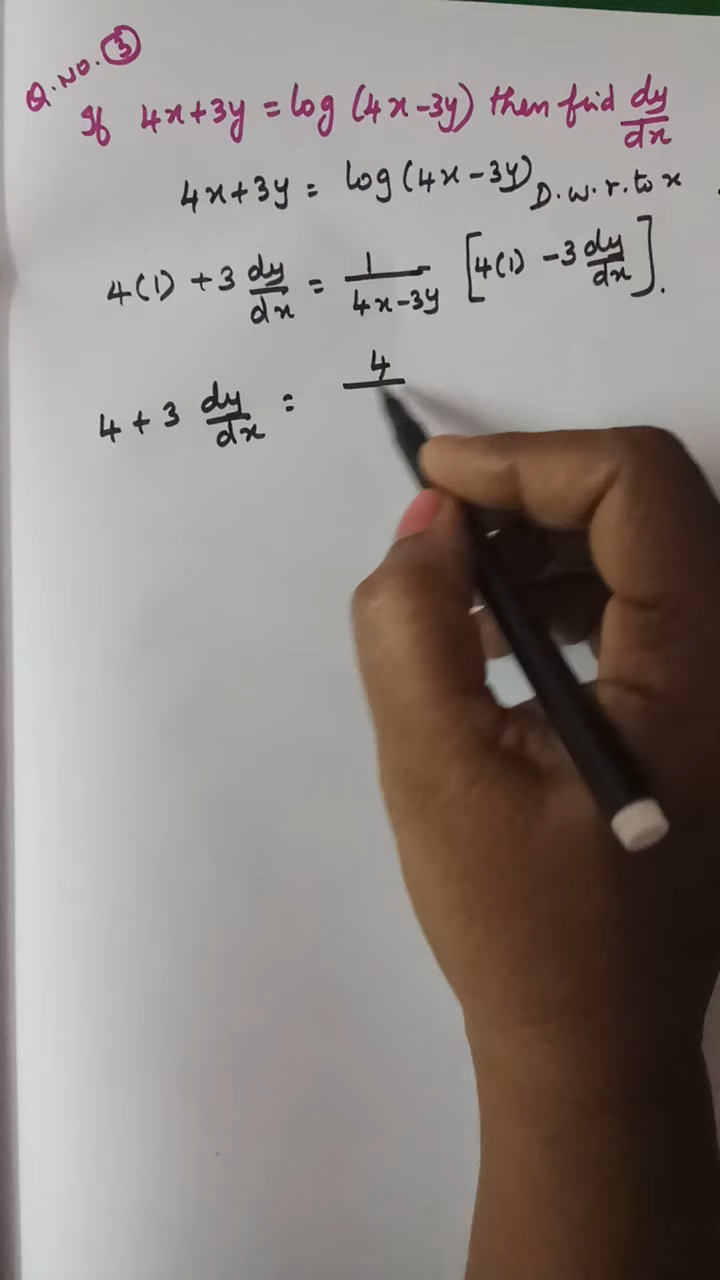 Q.NO. 3
If 4x+3y = log (4x-3y) then find dy/dx
4x+3y = log(4x-3y) D.w.r.to x
4(1) + 3 dy/dx = 1/(4x-3y) [4(1) -3 dy/dx].
4 + 3 dy/dx = 4